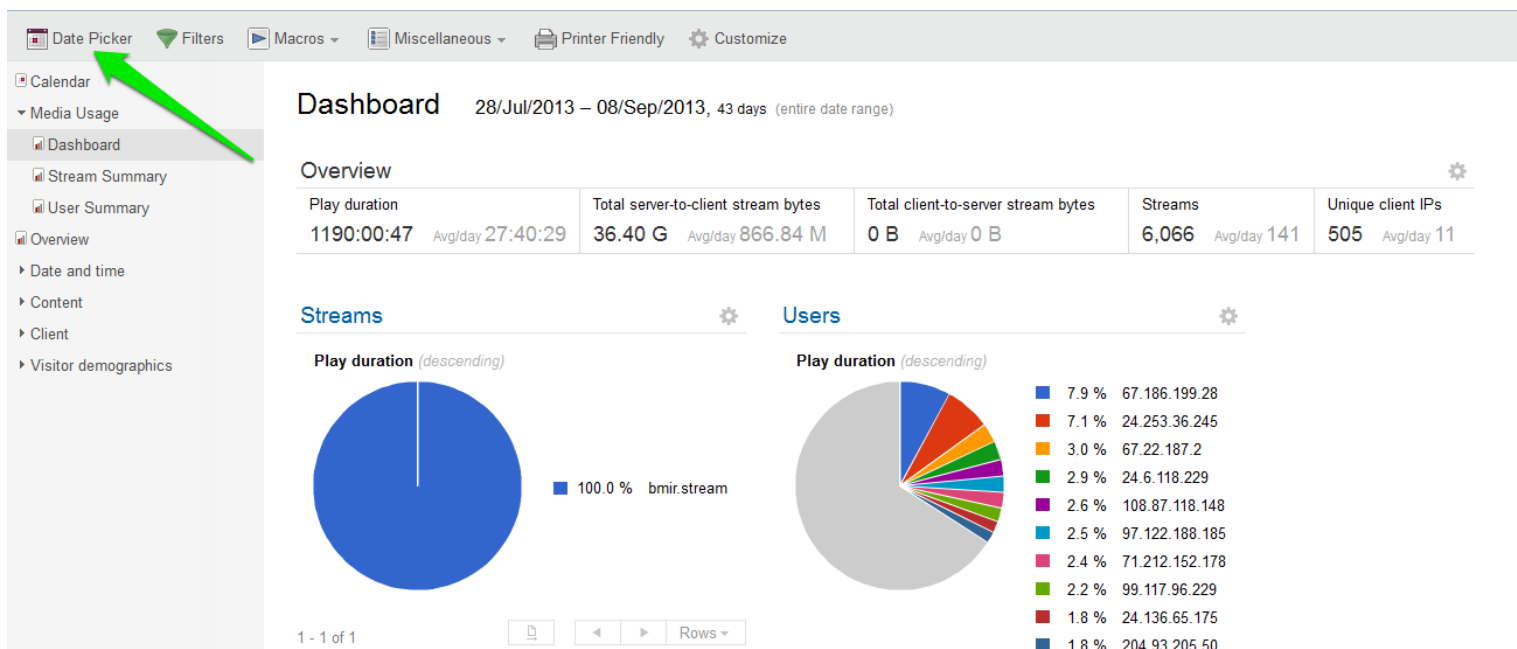 Date Picker Filters Macros Miscellaneous Printer Friendly Customize
Calendar
Media Usage
Dashboard
Stream Summary
User Summary
Overview
Date and time
Content
Client
Visitor demographics
Dashboard 28/Jul/2013 – 08/Sep/2013, 43 days (entire date range)
Overview
Play duration Total server-to-client stream bytes Total client-to-server stream bytes Streams Unique client IPs
1190:00:47 Avg/day 27:40:29 36.40 G Avg/day 866.84 M 0 B Avg/day 0 B 6,066 Avg/day 141 505 Avg/day 11
Streams
Play duration (descending)
100.0 % bmir.stream
1 - 1 of 1
Rows
Users
Play duration (descending)
7.9 % 67.186.199.28
7.1 % 24.253.36.245
3.0 % 67.22.187.2
2.9 % 24.6.118.229
2.6 % 108.87.118.148
2.5 % 97.122.188.185
2.4 % 71.212.152.178
2.2 % 99.117.96.229
1.8 % 24.136.65.175
1.8 % 204.93.205.50